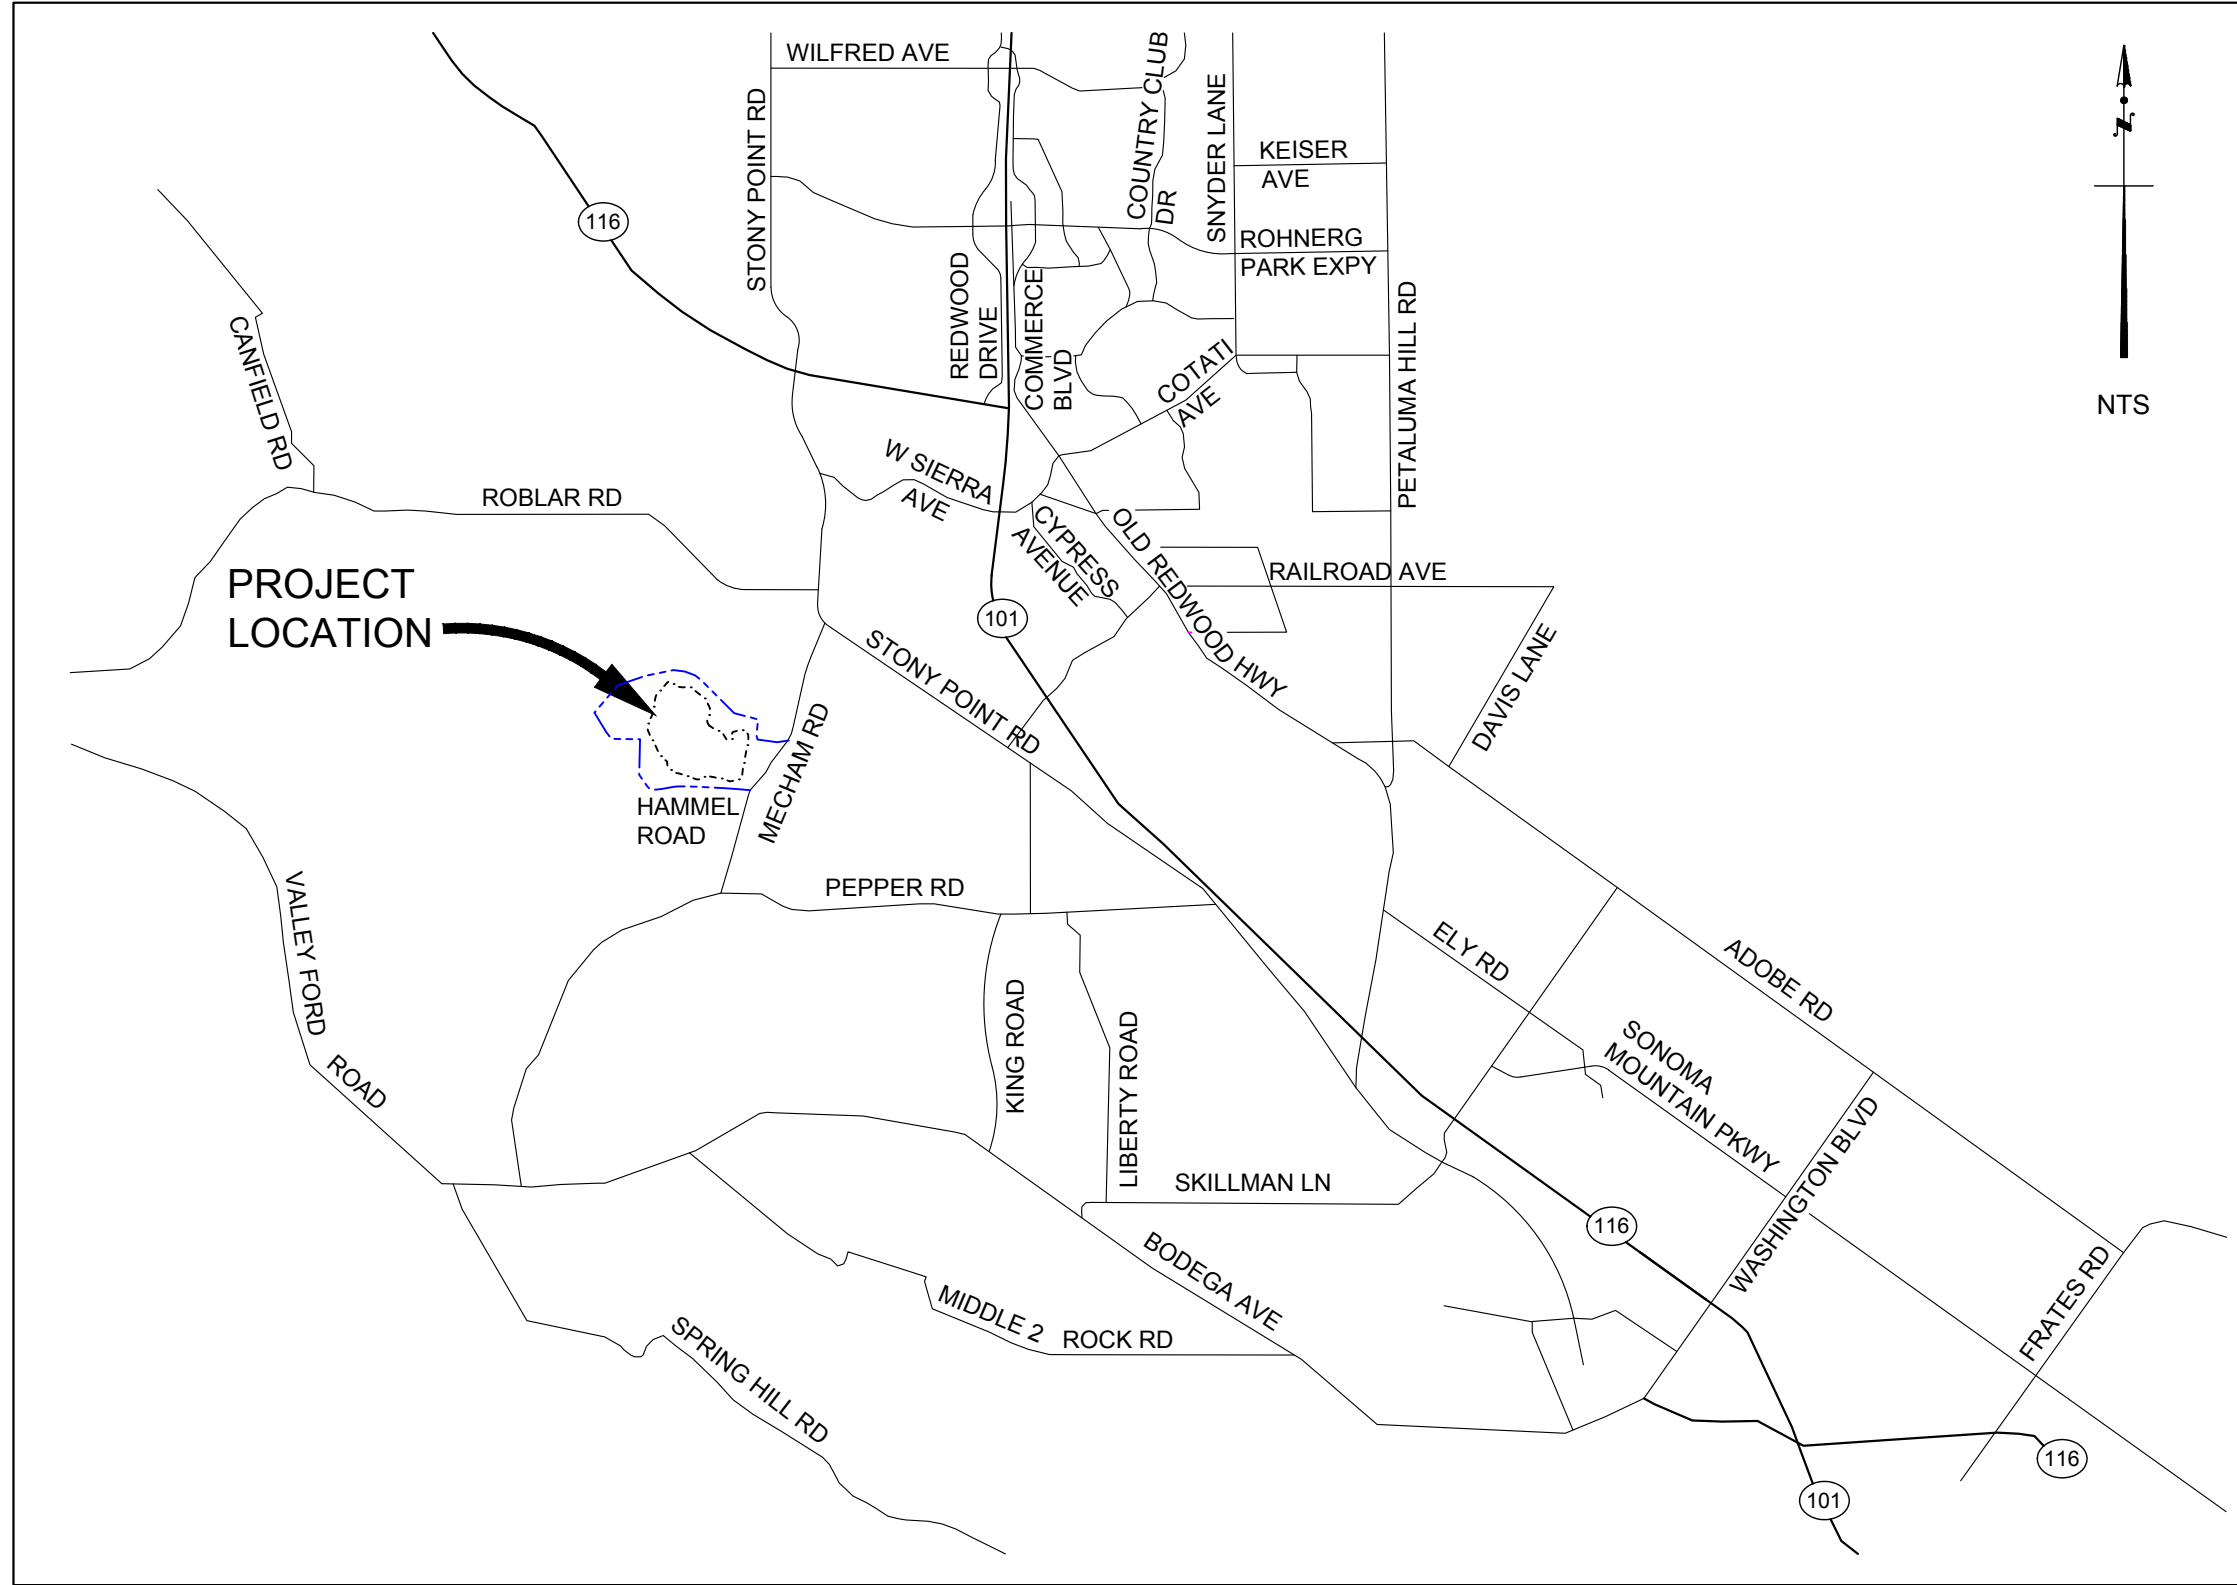 WILFRED AVE
STONY POINT RD
COUNTRY CLUB
DR
SNYDER LANE
KEISER
AVE
116
ROHNERG
PARK EXPY
REDWOOD
DRIVE
COMMERCE
BLVD
PETALUMA HILL RD
NTS
CANFIELD RD
COTATI
AVE
W SIERRA
AVE
ROBLAR RD
CYPRESS
AVENUE
OLD REDWOOD HWY
RAILROAD AVE
PROJECT
LOCATION
101
STONY POINT RD
DAVIS LANE
MECHAM RD
HAMMEL
ROAD
VALLEY FORD
ROAD
PEPPER RD
ELY RD
ADOBE RD
KING ROAD
LIBERTY ROAD
SONOMA
MOUNTAIN PKWY
WASHINGTON BLVD
SKILLMAN LN
116
BODEGA AVE
FRATES RD
MIDDLE 2
ROCK RD
SPRING HILL RD
116
101